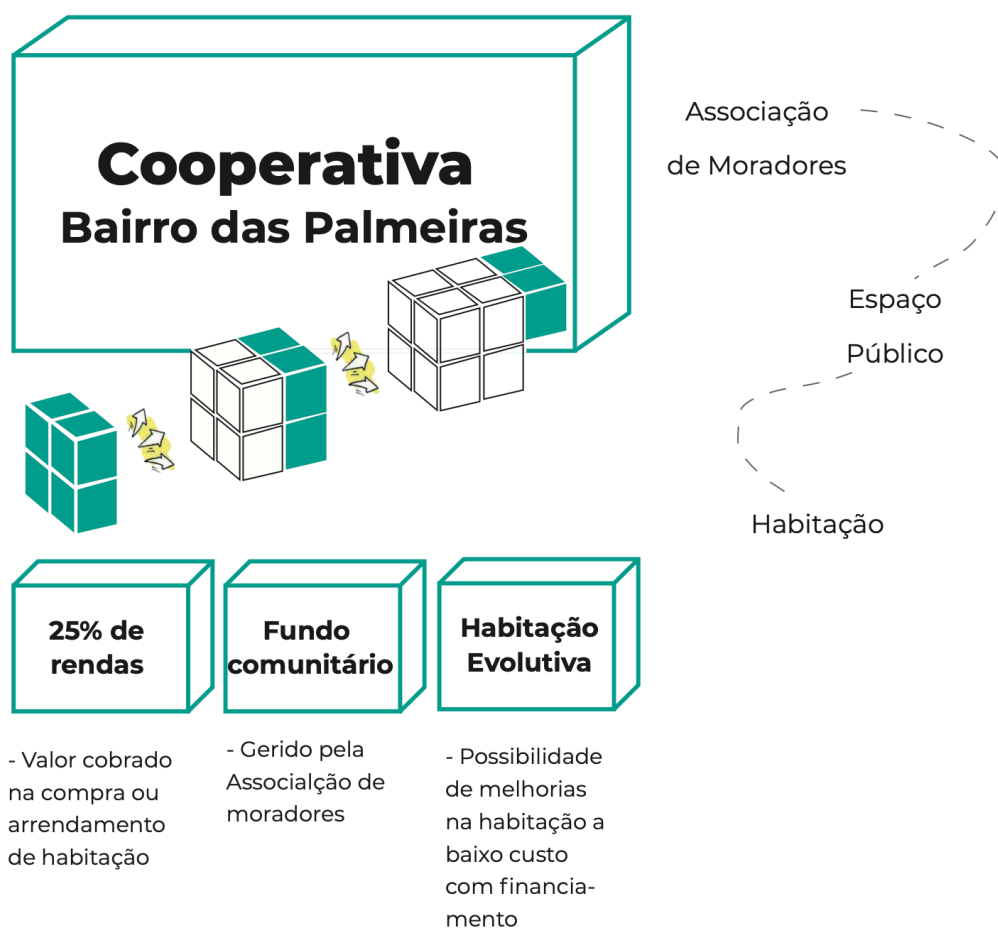 Cooperativa
Bairro das Palmeiras
Associação
de Moradores
Espaço
Público
Habitação
25% de
rendas
- Valor cobrado
na compra ou
arrendamento
de habitação
Fundo
comunitário
- Gerido pela
Associalção de
moradores
Habitação
Evolutiva
- Possibilidade
de melhorias
na habitação a
baixo custo
com financia-
mento